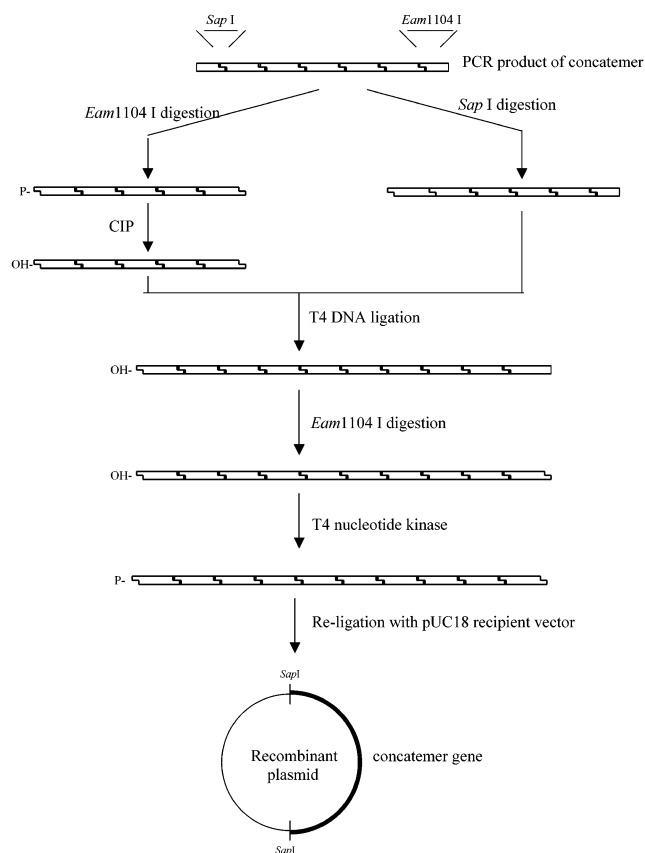 Sap I
Eam1104 I
PCR product of concatemer
Eam1104 I digestion
Sap I digestion
P-
CIP
OH-
T4 DNA ligation
OH-
Eam1104 I digestion
OH-
T4 nucleotide kinase
P-
Re-ligation with pUC18 recipient vector
SapI
Recombinant
plasmid
concatemer gene
SapI